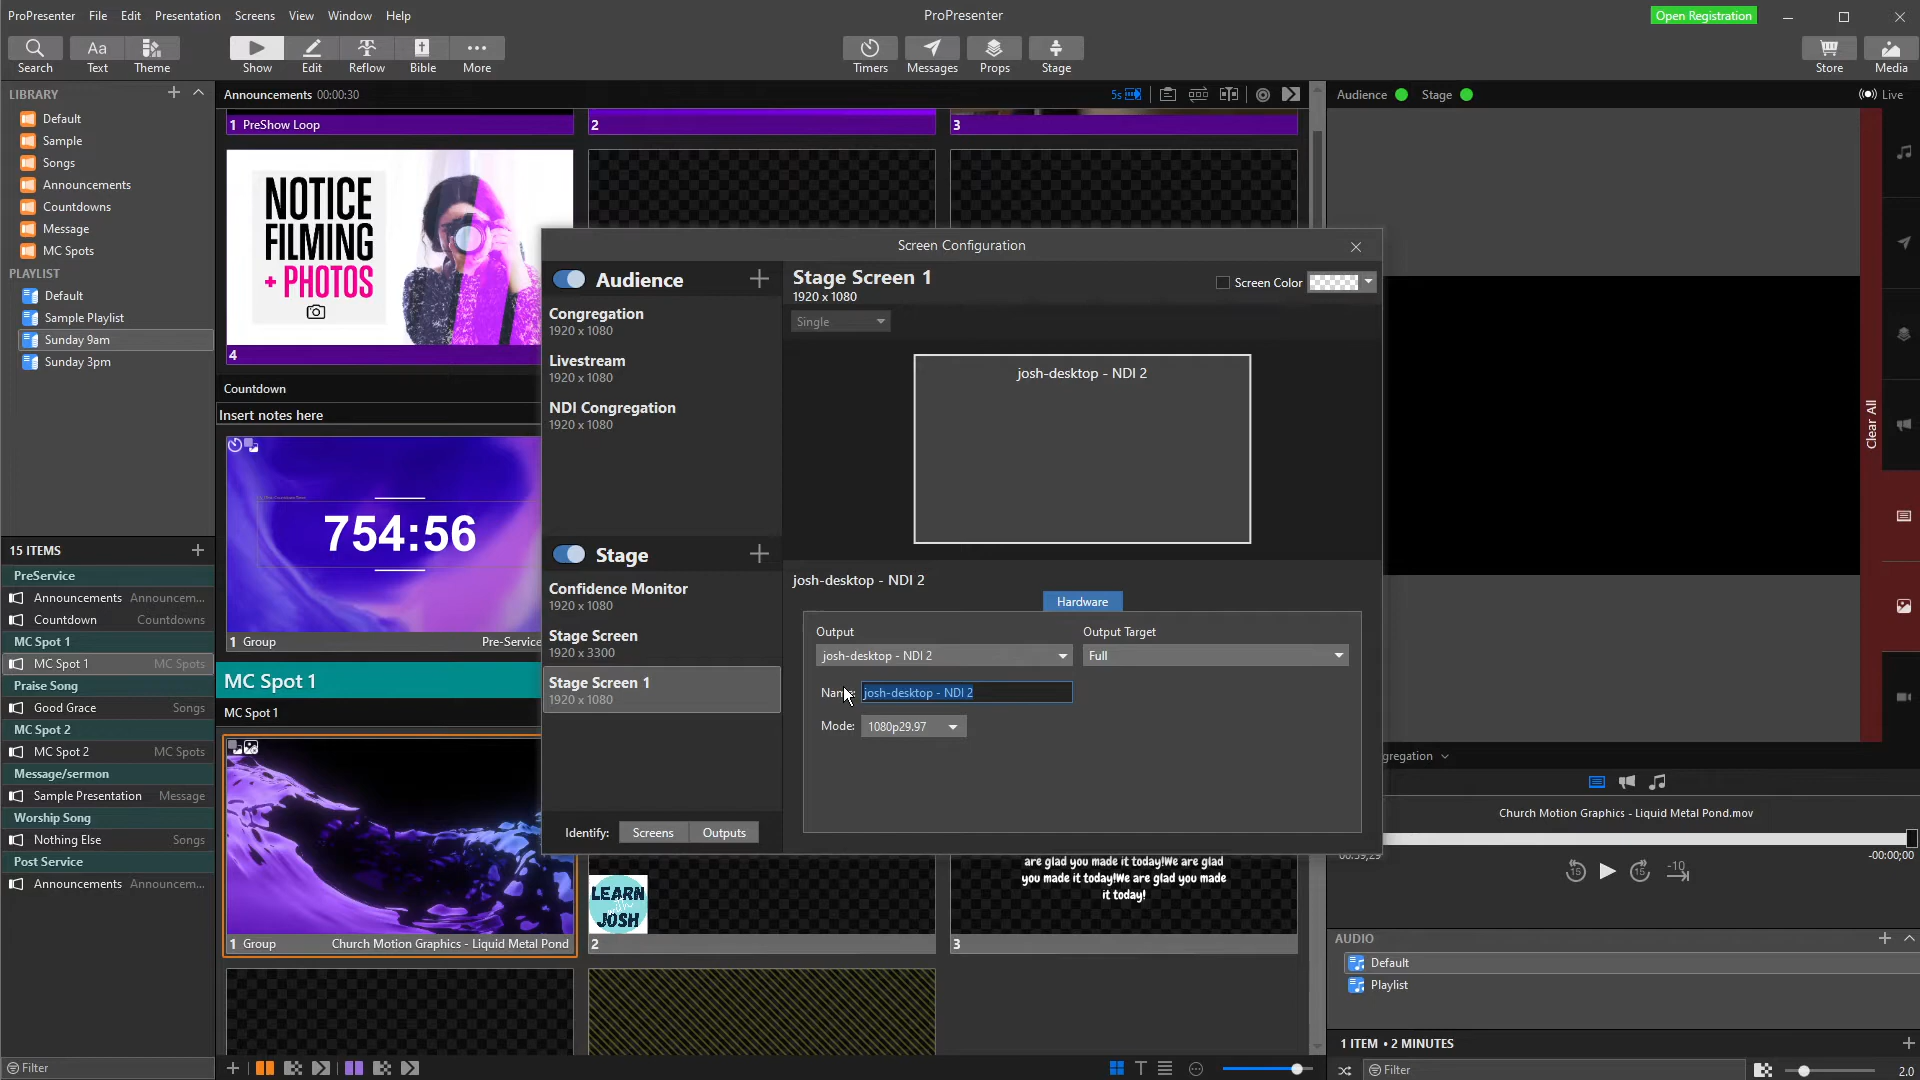 ProPresenter File Edit Presentation Screens View Window Help
ProPresenter
Open Registration
Search Text Theme Show Edit Reflow Bible More Timers Messages Props Stage Store Media
Aa
LIBRARY
Default
Sample
Songs
Announcements
Countdowns
Message
MC Spots
PLAYLIST
Default
Sample Playlist
Sunday 9am
Sunday 3pm
15 ITEMS
PreService
Announcements Announcem...
Countdown Countdowns
MC Spot 1
MC Spot 1 MC Spots
Praise Song
Good Grace Songs
MC Spot 2
MC Spot 2 MC Spots
Message/sermon
Sample Presentation Message
Worship Song
Nothing Else Songs
Post Service
Announcements Announcem...
Filter
Announcements 00:00:30
5s
1 PreShow Loop
2
3
NOTICE
FILMING
+ PHOTOS
4
Countdown
Insert notes here
754:56
1 Group Pre-Service
MC Spot 1
MC Spot 1
1 Group Church Motion Graphics - Liquid Metal Pond
LEARN
with
JOSH
2
are glad you made it today!We are glad
you made it today!We are glad you made
it today!
3
Screen Configuration
Audience
Congregation
1920 x 1080
Livestream
1920 x 1080
NDI Congregation
1920 x 1080
Stage
Confidence Monitor
1920 x 1080
Stage Screen
1920 x 3300
Stage Screen 1
1920 x 1080
Identify: Screens Outputs
Stage Screen 1
1920 x 1080
Screen Color
Single
josh-desktop - NDI 2
josh-desktop - NDI 2
Hardware
Output
josh-desktop - NDI 2
Output Target
Full
Name: josh-desktop - NDI 2
Mode: 1080p29.97
Audience Stage
Live
Clear All
gregation
Church Motion Graphics - Liquid Metal Pond.mov
-00:00;00
15
15
-10
AUDIO
Default
Playlist
1 ITEM • 2 MINUTES
Filter
2.0